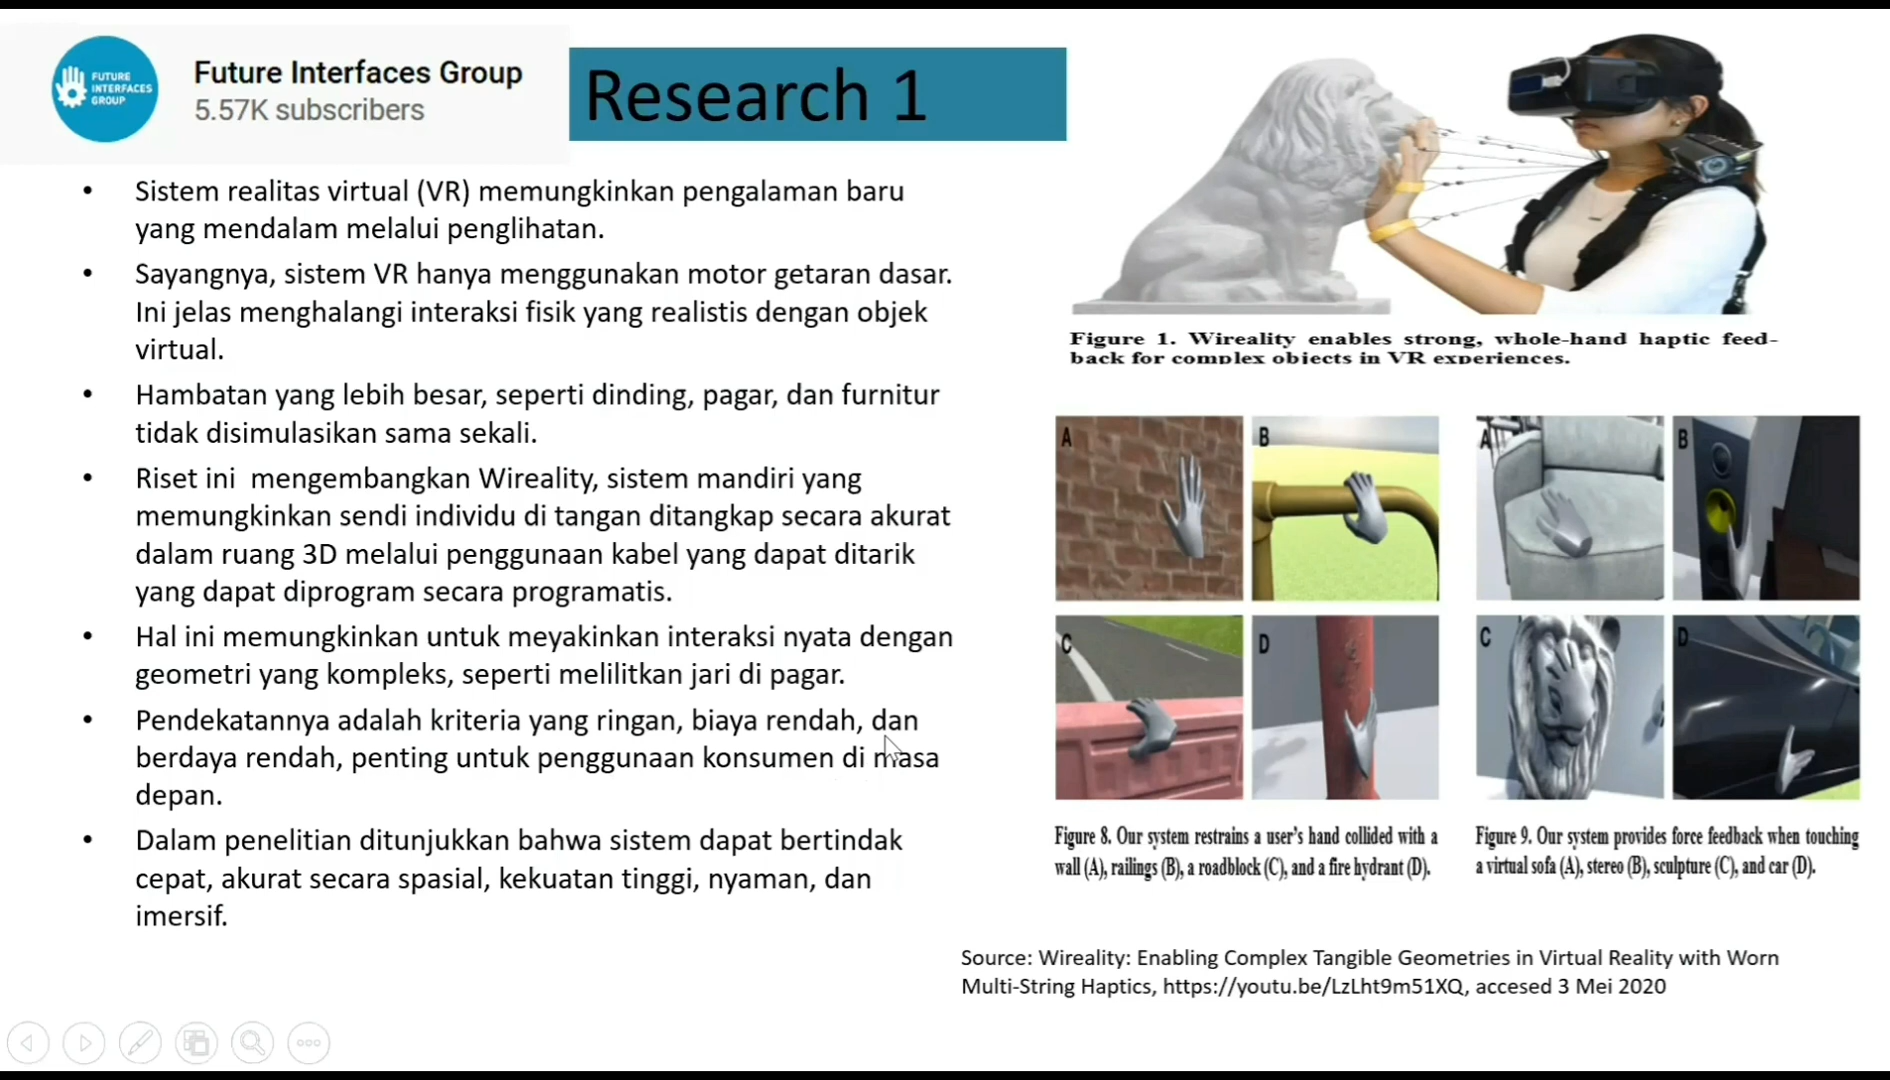 FUTURE
INTERFACES
GROUP
Future Interfaces Group
5.57K subscribers
Research 1
• Sistem realitas virtual (VR) memungkinkan pengalaman baru
yang mendalam melalui penglihatan.
• Sayangnya, sistem VR hanya menggunakan motor getaran dasar.
Ini jelas menghalangi interaksi fisik yang realistis dengan objek
virtual.
• Hambatan yang lebih besar, seperti dinding, pagar, dan furnitur
tidak disimulasikan sama sekali.
• Riset ini mengembangkan Wireality, sistem mandiri yang
memungkinkan sendi individu di tangan ditangkap secara akurat
dalam ruang 3D melalui penggunaan kabel yang dapat ditarik
yang dapat diprogram secara programatis.
• Hal ini memungkinkan untuk meyakinkan interaksi nyata dengan
geometri yang kompleks, seperti melilitkan jari di pagar.
• Pendekatannya adalah kriteria yang ringan, biaya rendah, dan
berdaya rendah, penting untuk penggunaan konsumen di masa
depan.
• Dalam penelitian ditunjukkan bahwa sistem dapat bertindak
cepat, akurat secara spasial, kekuatan tinggi, nyaman, dan
imersif.
Figure 1. Wireality enables strong, whole-hand haptic feed-
back for complex objects in VR experiences.
A
B
C
D
Figure 8. Our system restrains a user's hand collided with a
wall (A), railings (B), a roadblock (C), and a fire hydrant (D).
A
B
C
D
Figure 9. Our system provides force feedback when touching
a virtual sofa (A), stereo (B), sculpture (C), and car (D).
Source: Wireality: Enabling Complex Tangible Geometries in Virtual Reality with Worn
Multi-String Haptics, https://youtu.be/LzLht9m51XQ, accesed 3 Mei 2020